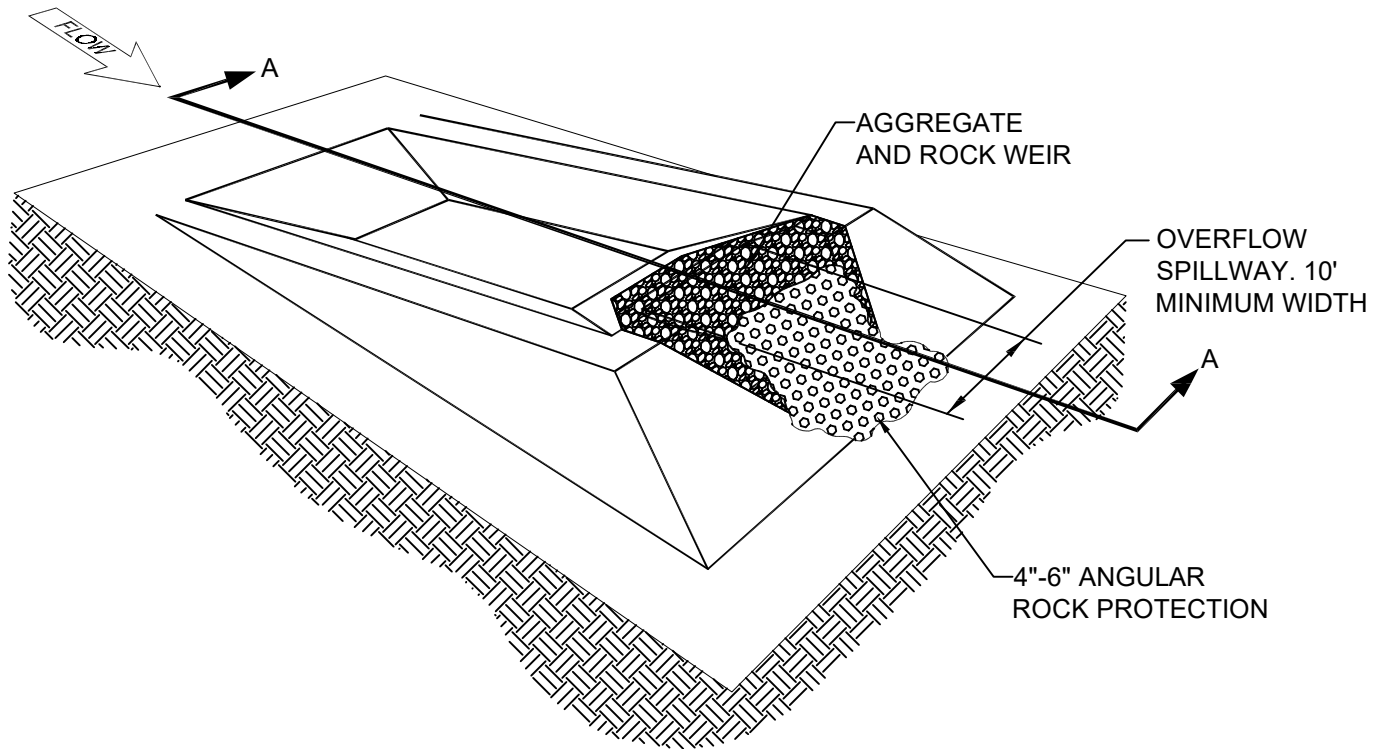 FLOW
A
AGGREGATE
AND ROCK WEIR
OVERFLOW
SPILLWAY. 10'
MINIMUM WIDTH
A
4"-6" ANGULAR
ROCK PROTECTION